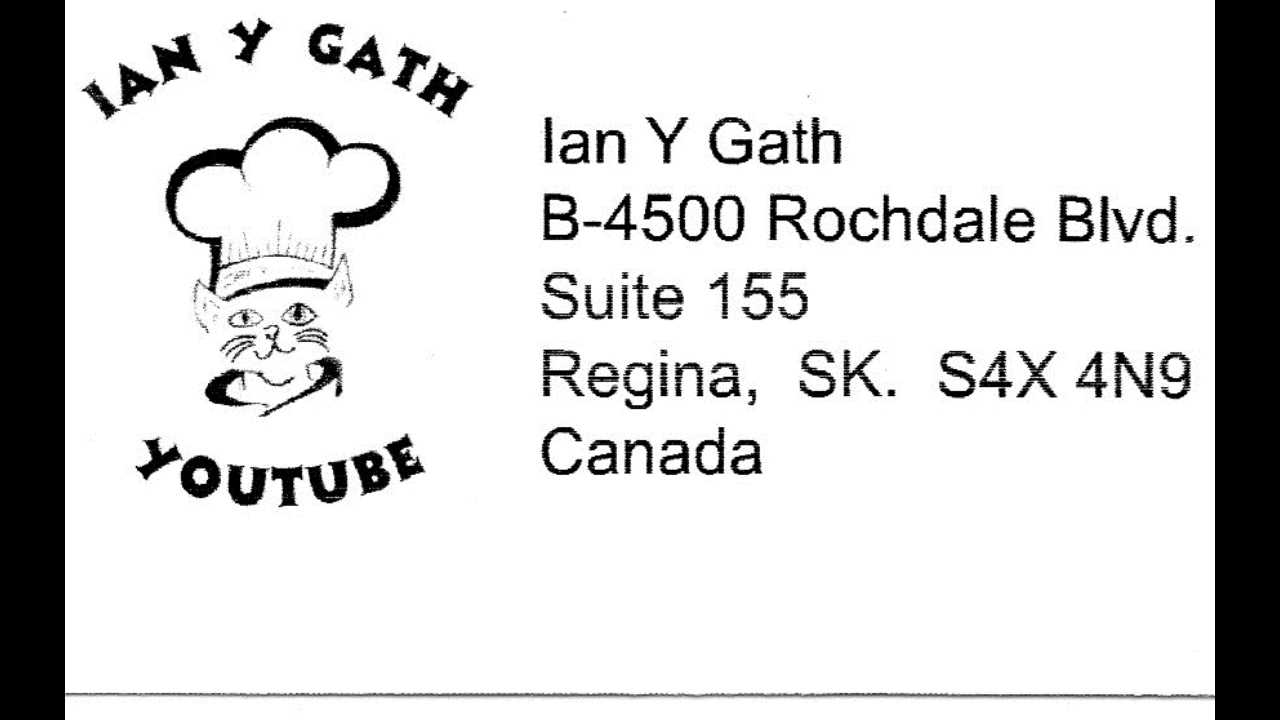 IAN Y GATH
YOUTUBE
Ian Y Gath
B-4500 Rochdale Blvd.
Suite 155
Regina, SK. S4X 4N9
Canada